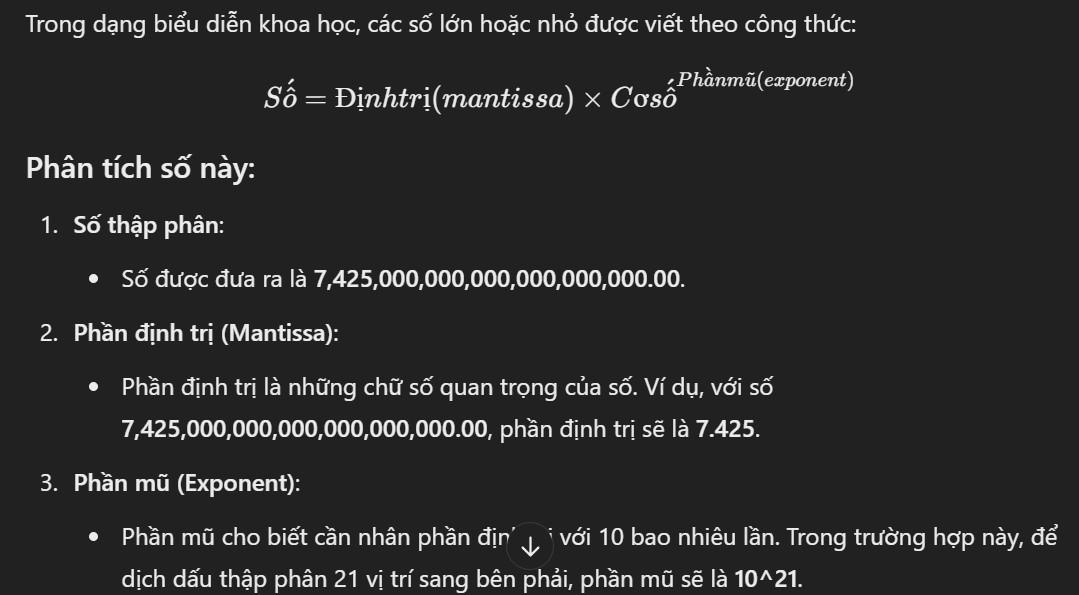 Trong dạng biểu diễn khoa học, các số lớn hoặc nhỏ được viết theo công thức:
Số = Địnhtrị(mantissa) × Cơsố^Phầnmũ(exponent)
Phân tích số này:
1. Số thập phân:
• Số được đưa ra là 7,425,000,000,000,000,000,000.00.
2. Phần định trị (Mantissa):
• Phần định trị là những chữ số quan trọng của số. Ví dụ, với số
7,425,000,000,000,000,000,000.00, phần định trị sẽ là 7.425.
3. Phần mũ (Exponent):
• Phần mũ cho biết cần nhân phần định với 10 bao nhiêu lần. Trong trường hợp này, để
dịch dấu thập phân 21 vị trí sang bên phải, phần mũ sẽ là 10^21.